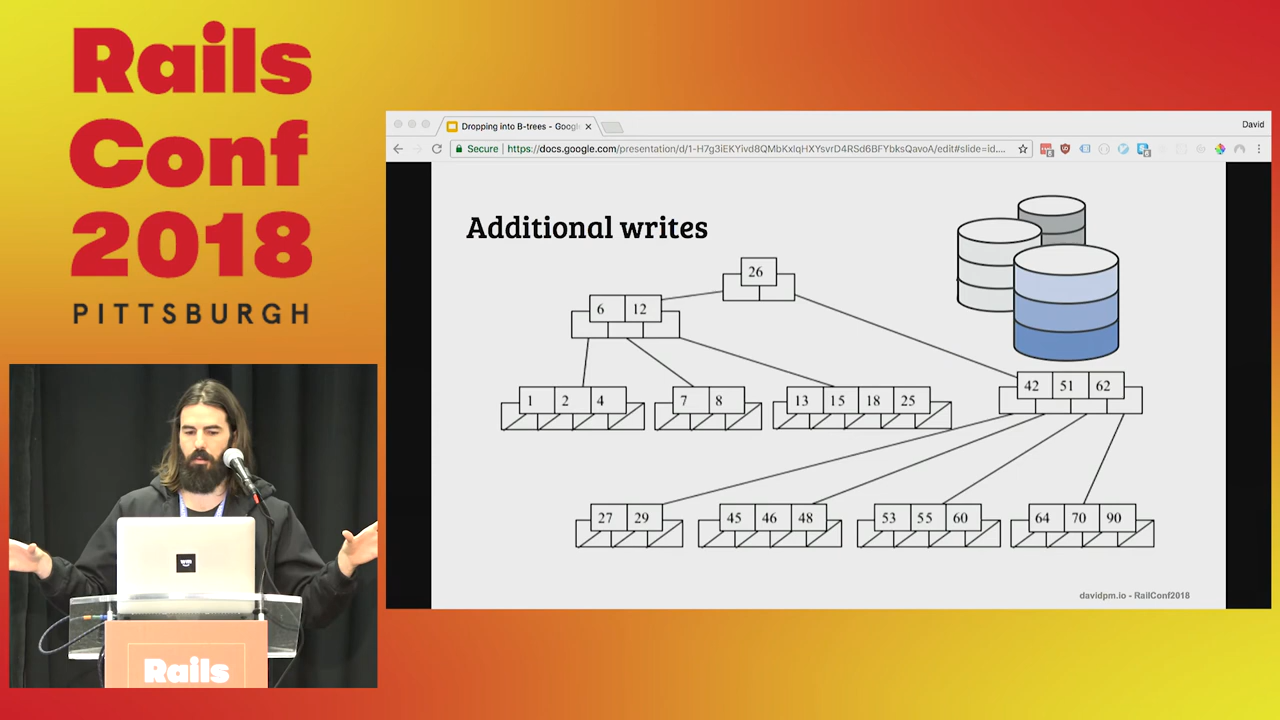 Rails
Conf
2018
PITTSBURGH
Dropping into B-trees - Goog
David
Secure
https://docs.google.com/presentation/d/1-H7g3iEKYivd8QMbKxlqHXYsvrD4RSd6BFYbksQavoA/edit#slide=id....
Additional writes
26
6 12
1 2 4
7 8
13 15 18 25
42 51 62
27 29
45 46 48
53 55 60
64 70 90
davidpm.io - RailConf2018
Rails